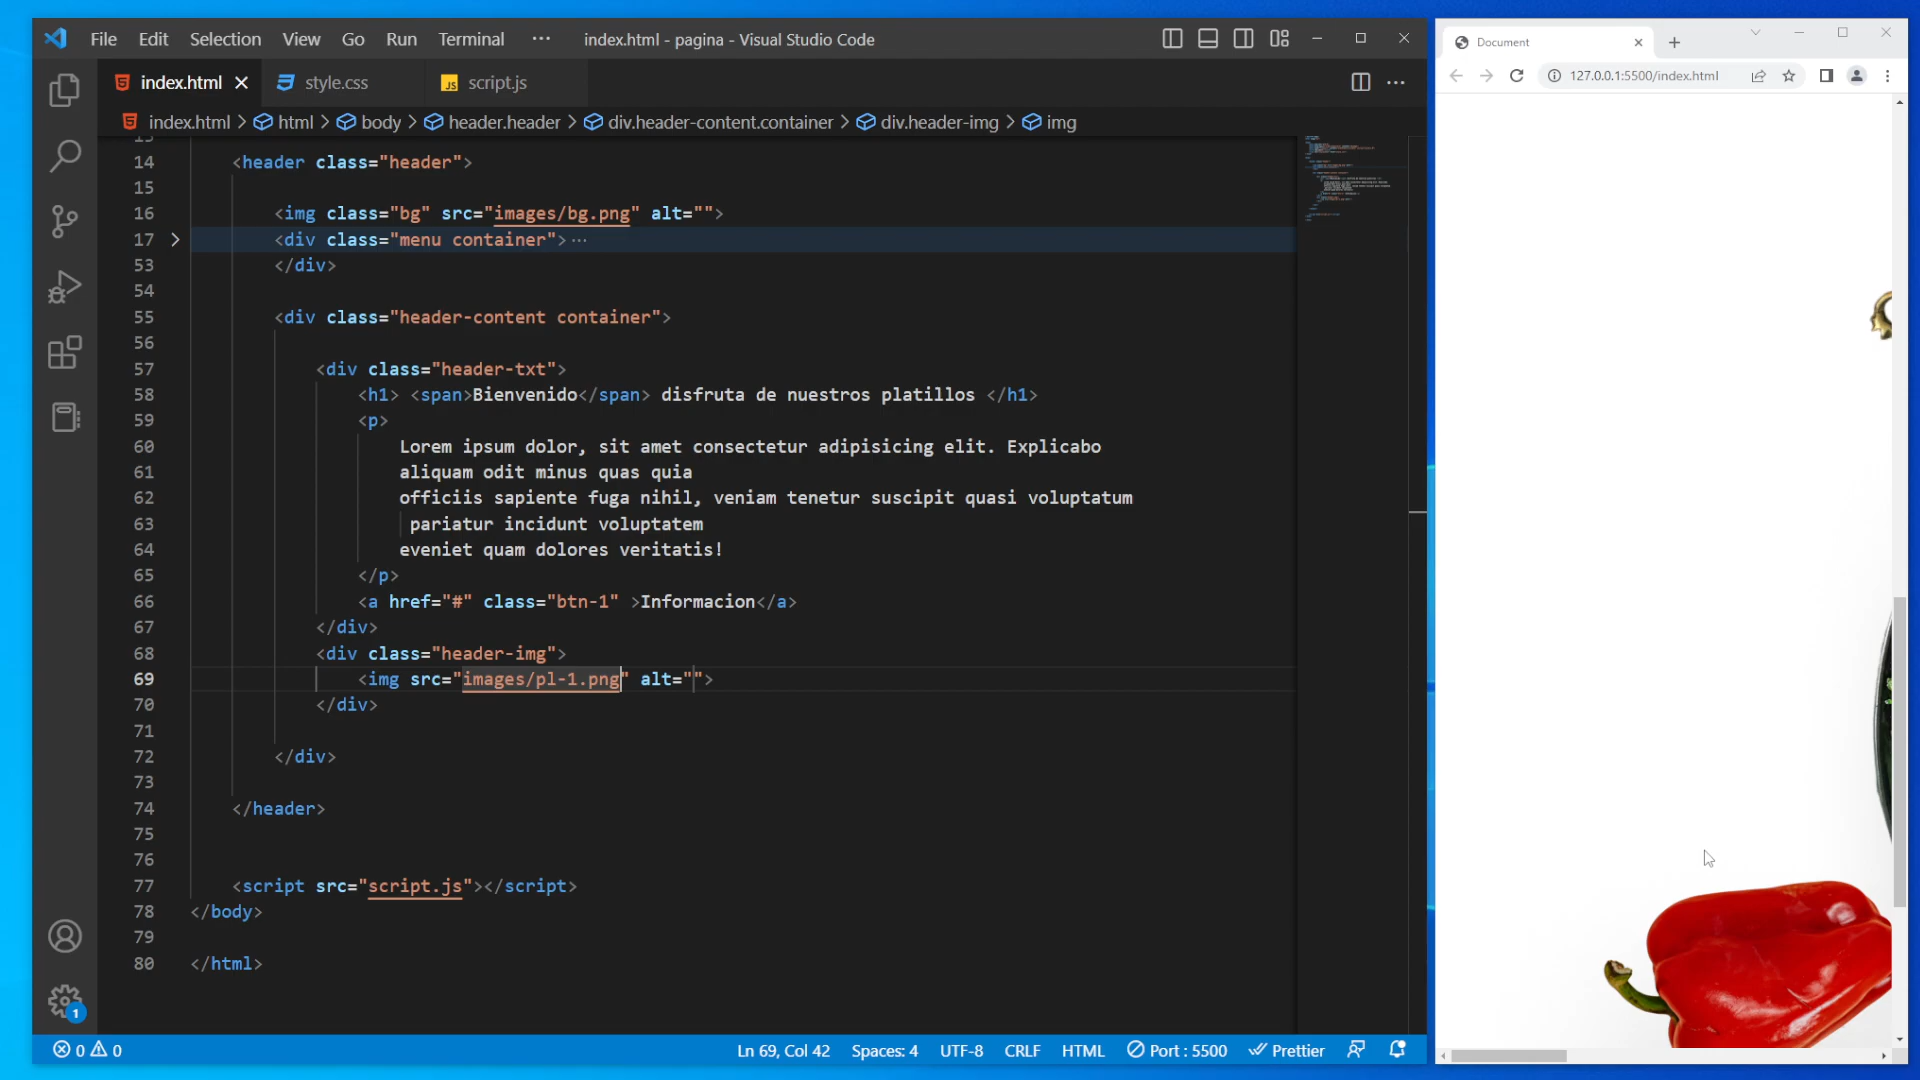 File Edit Selection View Go Run Terminal ··· index.html - pagina - Visual Studio Code
index.html style.css JS script.js
index.html > html > body > header.header > div.header-content.container > div.header-img > img
14 <header class="header">
15
16 <img class="bg" src="images/bg.png" alt="">
17 <div class="menu container">···
53 </div>
54
55 <div class="header-content container">
56
57 <div class="header-txt">
58 <h1> <span>Bienvenido</span> disfruta de nuestros platillos </h1>
59 <p>
60 Lorem ipsum dolor, sit amet consectetur adipisicing elit. Explicabo
61 aliquam odit minus quas quia
62 officiis sapiente fuga nihil, veniam tenetur suscipit quasi voluptatum
63 pariatur incidunt voluptatem
64 eveniet quam dolores veritatis!
65 </p>
66 <a href="#" class="btn-1" >Informacion</a>
67 </div>
68 <div class="header-img">
69 <img src="images/pl-1.png" alt="">
70 </div>
71
72 </div>
73
74 </header>
75
76
77 <script src="script.js"></script>
78 </body>
79
80 </html>
1
0 0 Ln 69, Col 42 Spaces: 4 UTF-8 CRLF HTML Port : 5500 Prettier
Document
127.0.0.1:5500/index.html